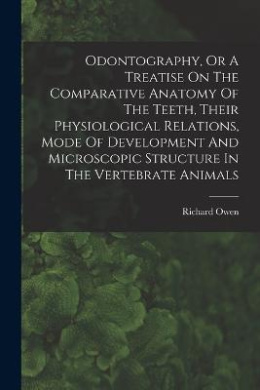 Odontography, Or A
Treatise On The
Comparative Anatomy Of
The Teeth, Their
Physiological Relations,
Mode Of Development And
Microscopic Structure In
The Vertebrate Animals
Richard Owen